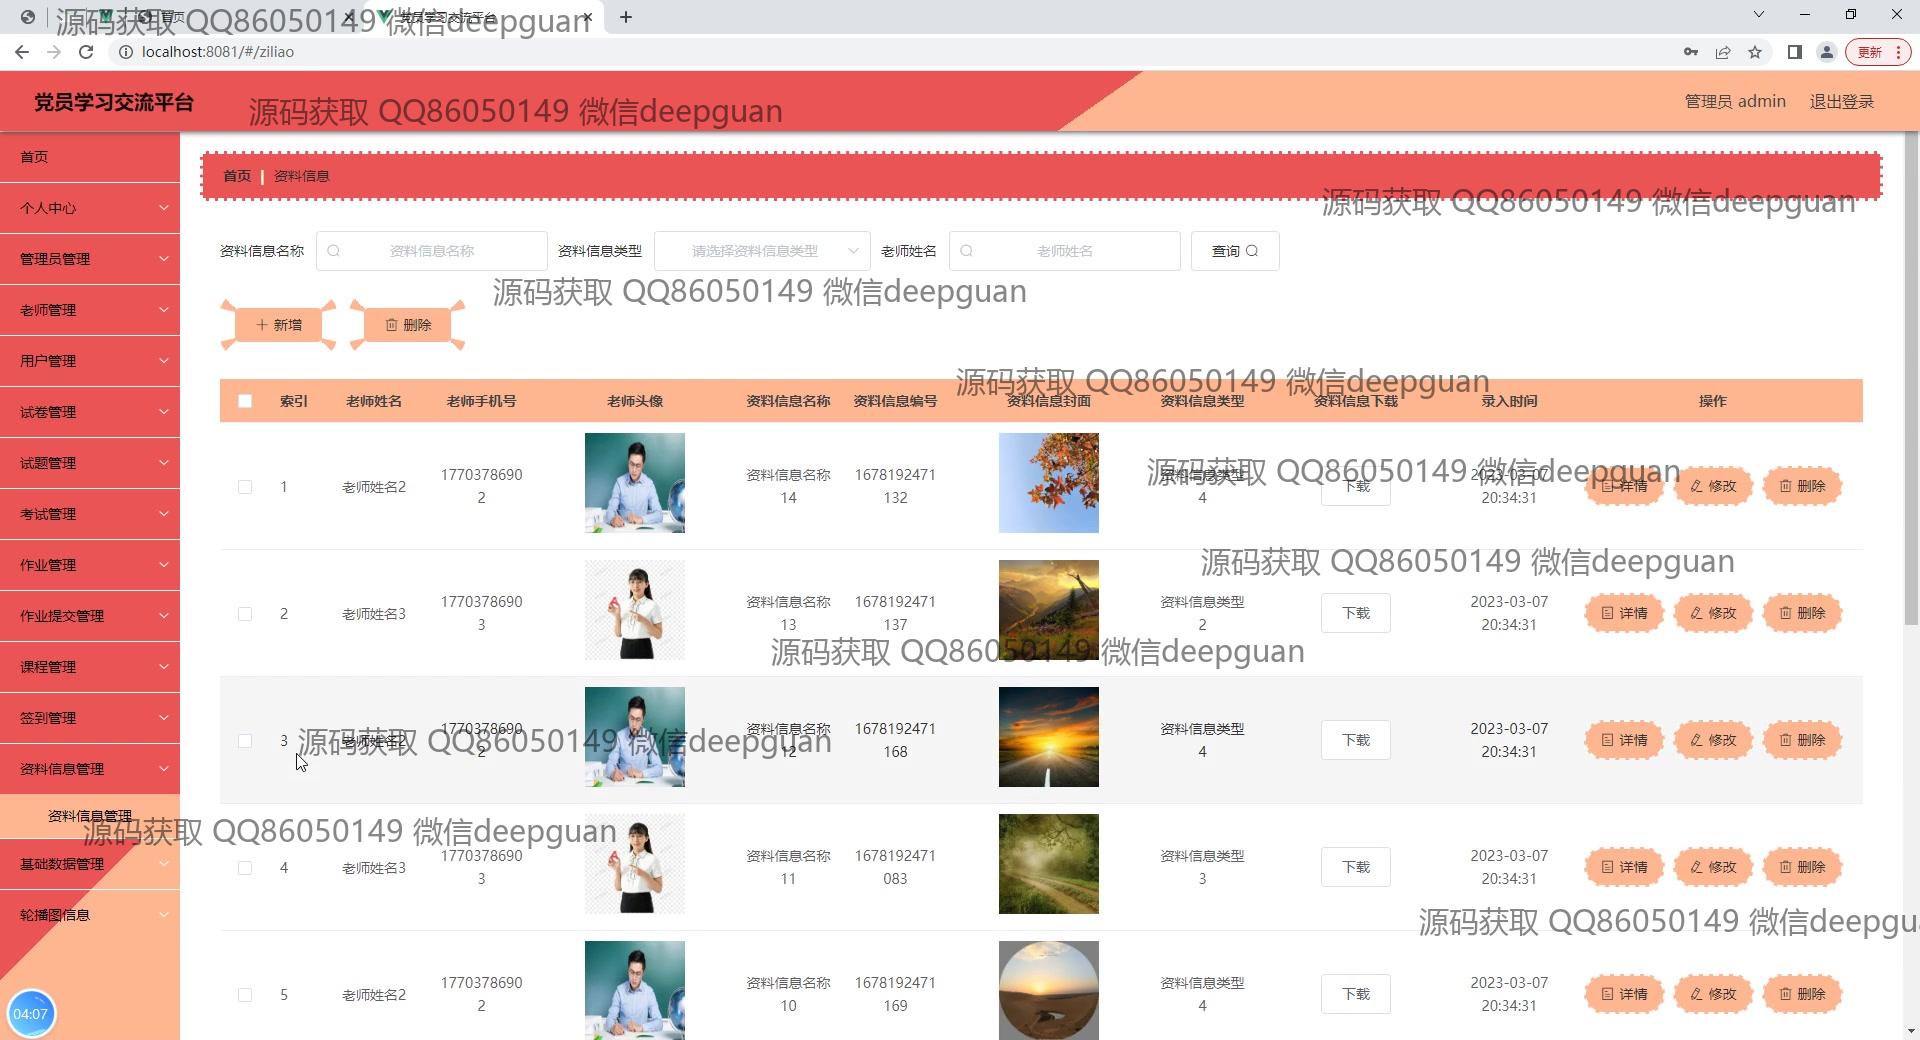 首页
党员学习交流平台
源码获取 QQ86050149 微信deepguan
localhost:8081/#/ziliao
更新
党员学习交流平台
源码获取 QQ86050149 微信deepguan
管理员 admin
退出登录
首页
个人中心
管理员管理
老师管理
用户管理
试卷管理
试题管理
考试管理
作业管理
作业提交管理
课程管理
签到管理
资料信息管理
资料信息管理
源码获取 QQ86050149 微信deepguan
基础数据管理
轮播图信息
04:07
首页 | 资料信息
源码获取 QQ86050149 微信deepguan
资料信息名称 资料信息名称 资料信息类型 请选择资料信息类型 老师姓名 老师姓名 查询
源码获取 QQ86050149 微信deepguan
新增 删除
源码获取 QQ86050149 微信deepguan
索引 老师姓名 老师手机号 老师头像 资料信息名称 资料信息编号 资料信息封面 资料信息类型 资料信息下载 录入时间 操作
源码获取 QQ86050149 微信deepguan
1 老师姓名2 17703786902 资料信息名称14 1678192471132 资料信息类型4 下载 2023-03-07 20:34:31 详情 修改 删除
源码获取 QQ86050149 微信deepguan
2 老师姓名3 17703786903 资料信息名称13 1678192471137 资料信息类型2 下载 2023-03-07 20:34:31 详情 修改 删除
源码获取 QQ86050149 微信deepguan
3 老师姓名2 17703786902 资料信息名称12 1678192471168 资料信息类型4 下载 2023-03-07 20:34:31 详情 修改 删除
源码获取 QQ86050149 微信deepguan
4 老师姓名3 17703786903 资料信息名称11 1678192471083 资料信息类型3 下载 2023-03-07 20:34:31 详情 修改 删除
源码获取 QQ86050149 微信deepgu
5 老师姓名2 17703786902 资料信息名称10 1678192471169 资料信息类型4 下载 2023-03-07 20:34:31 详情 修改 删除